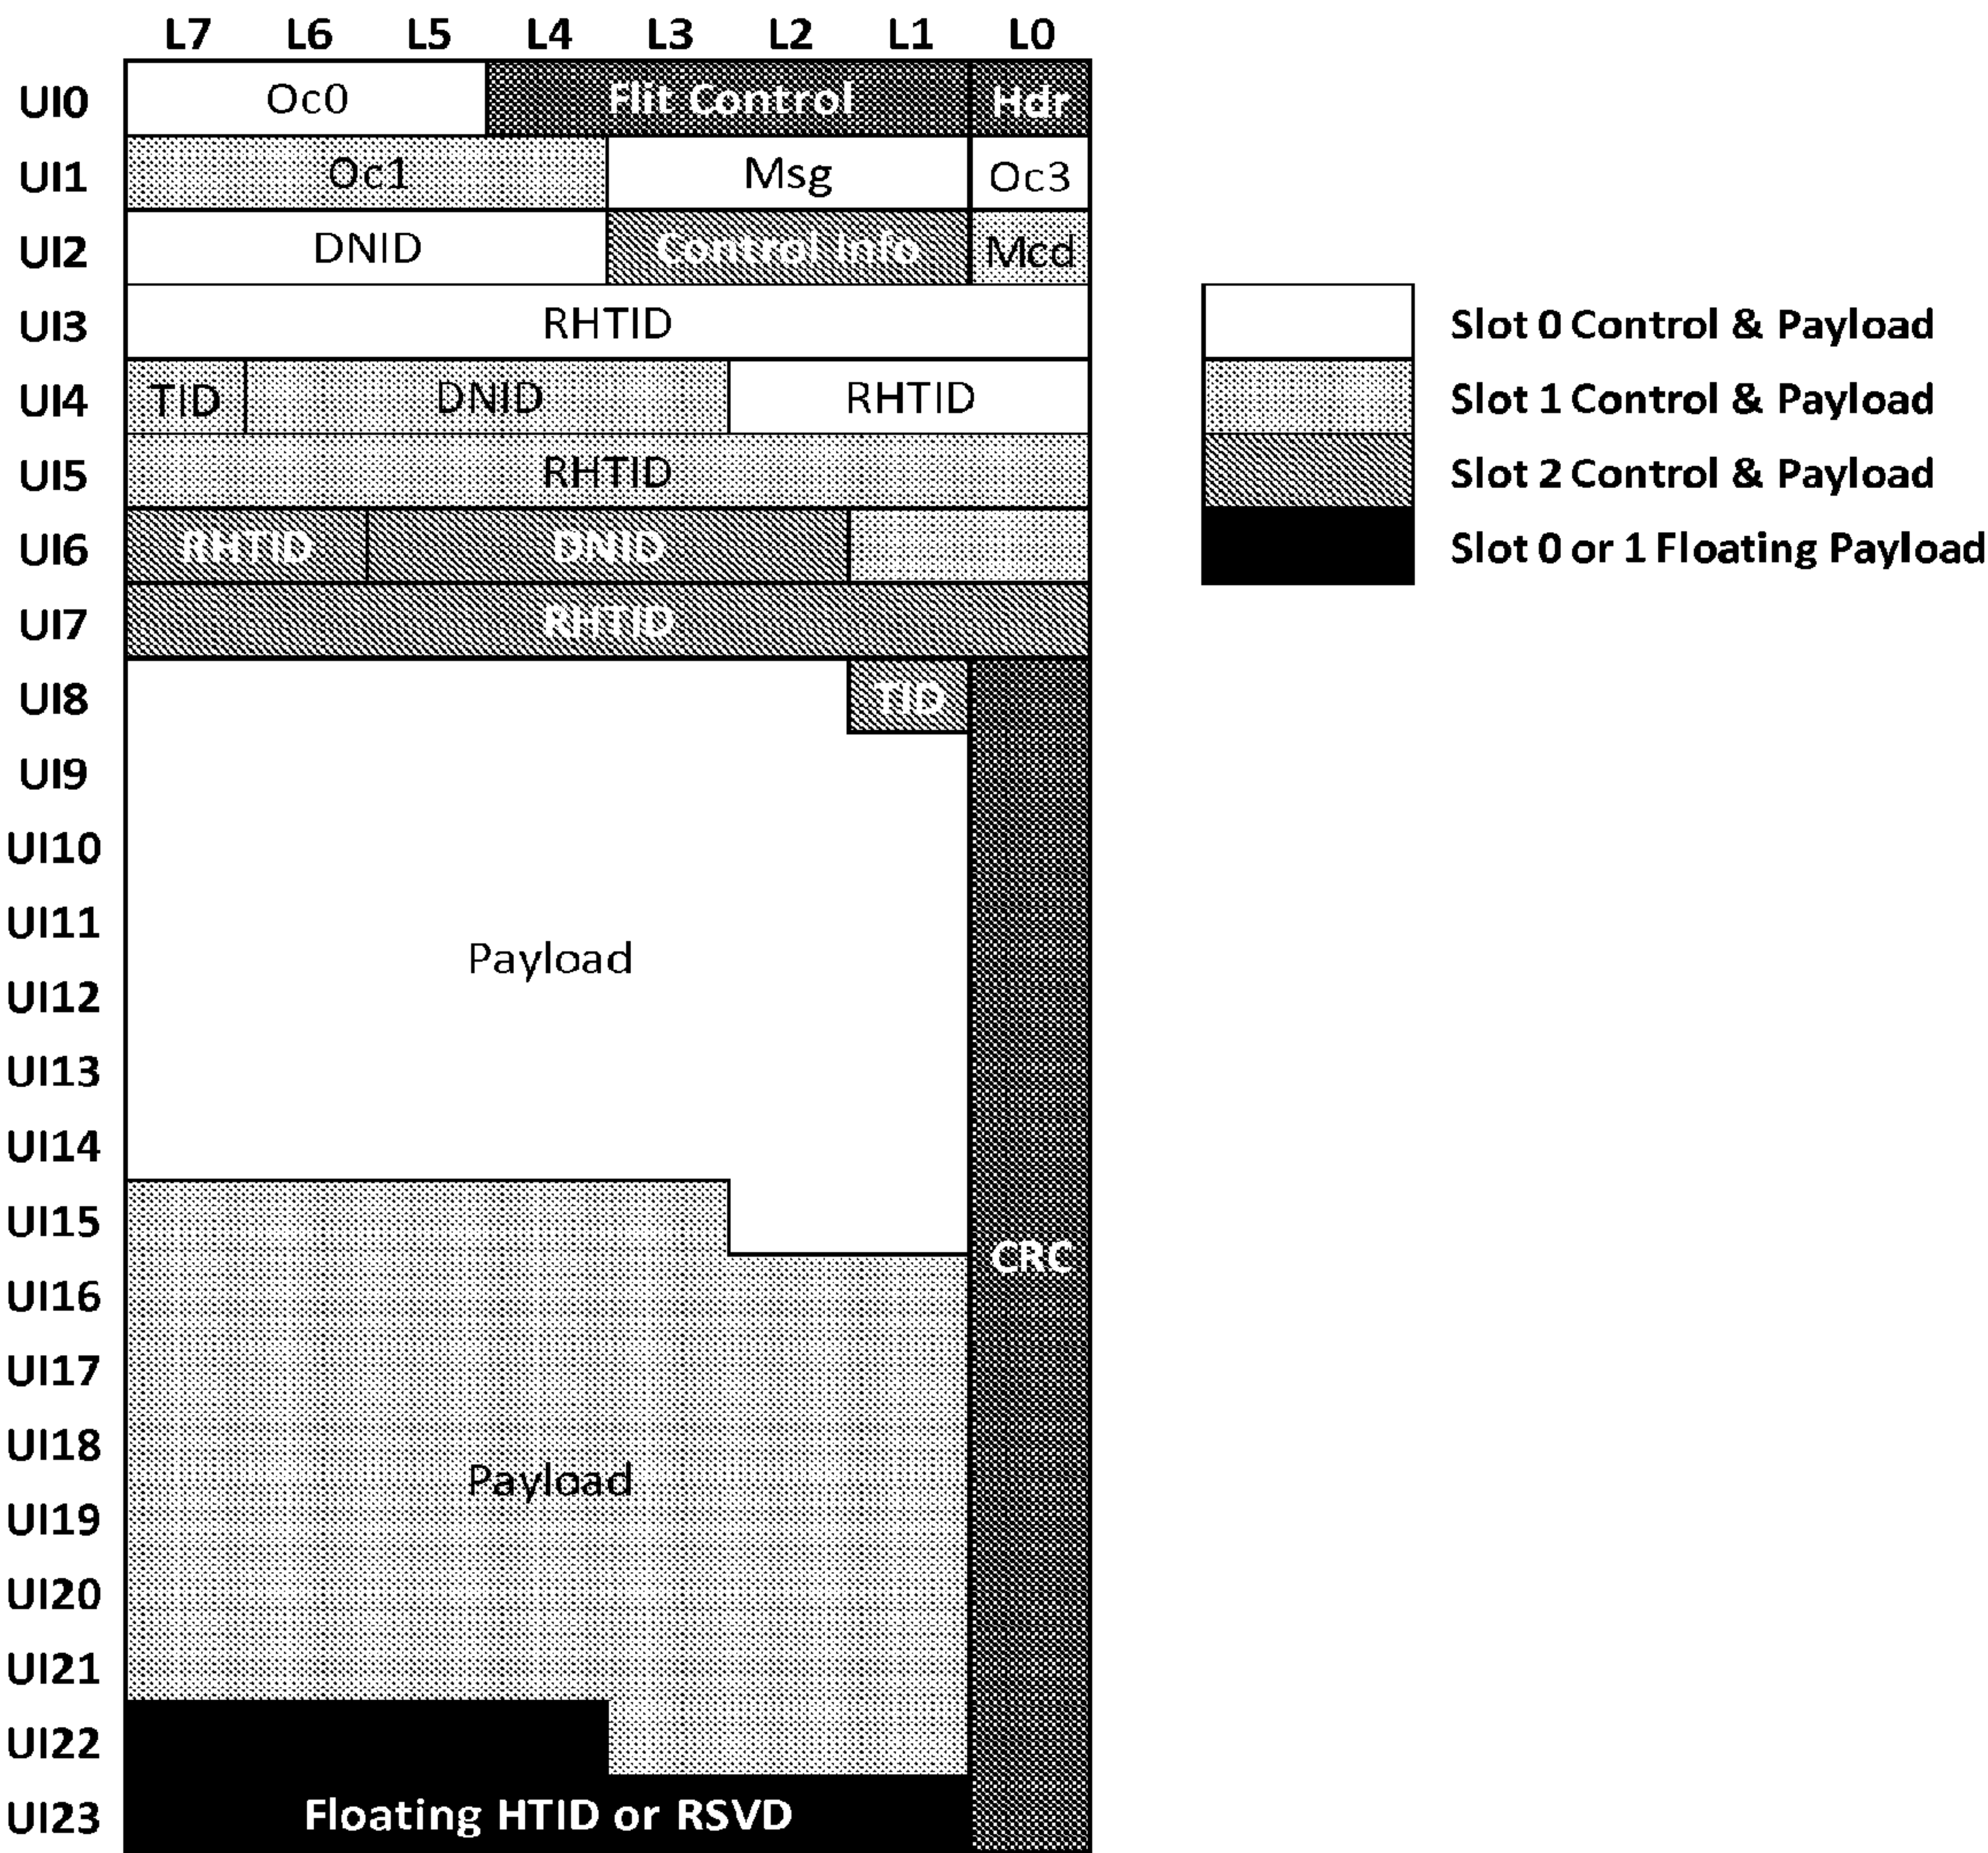 L7 L6 L5 L4 L3 L2 L1 L0
UI0 Oc0 Flit Control Hdr
UI1 Oc1 Msg Oc3
UI2 DNID Control Info Mcd
UI3 RHTID
UI4 TID DNID RHTID
UI5 RHTID
UI6 RHTID DNID
UI7 RHTID
UI8 TID
UI9
UI10
UI11
Payload
UI12
UI13
UI14
UI15
CRC
UI16
UI17
UI18
Payload
UI19
UI20
UI21
UI22
UI23 Floating HTID or RSVD
Slot 0 Control & Payload
Slot 1 Control & Payload
Slot 2 Control & Payload
Slot 0 or 1 Floating Payload